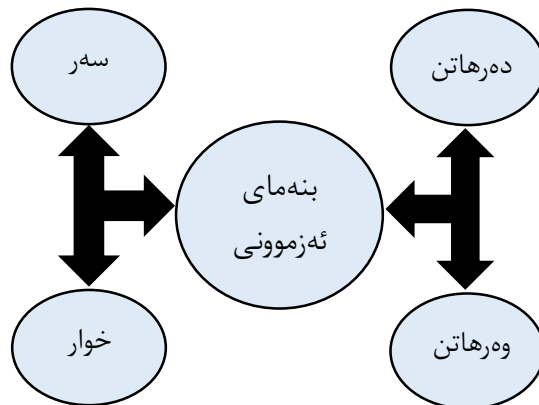 دەرهاتن
سەر
بنەمای
ئەزموونی
وەرهاتن
خوار